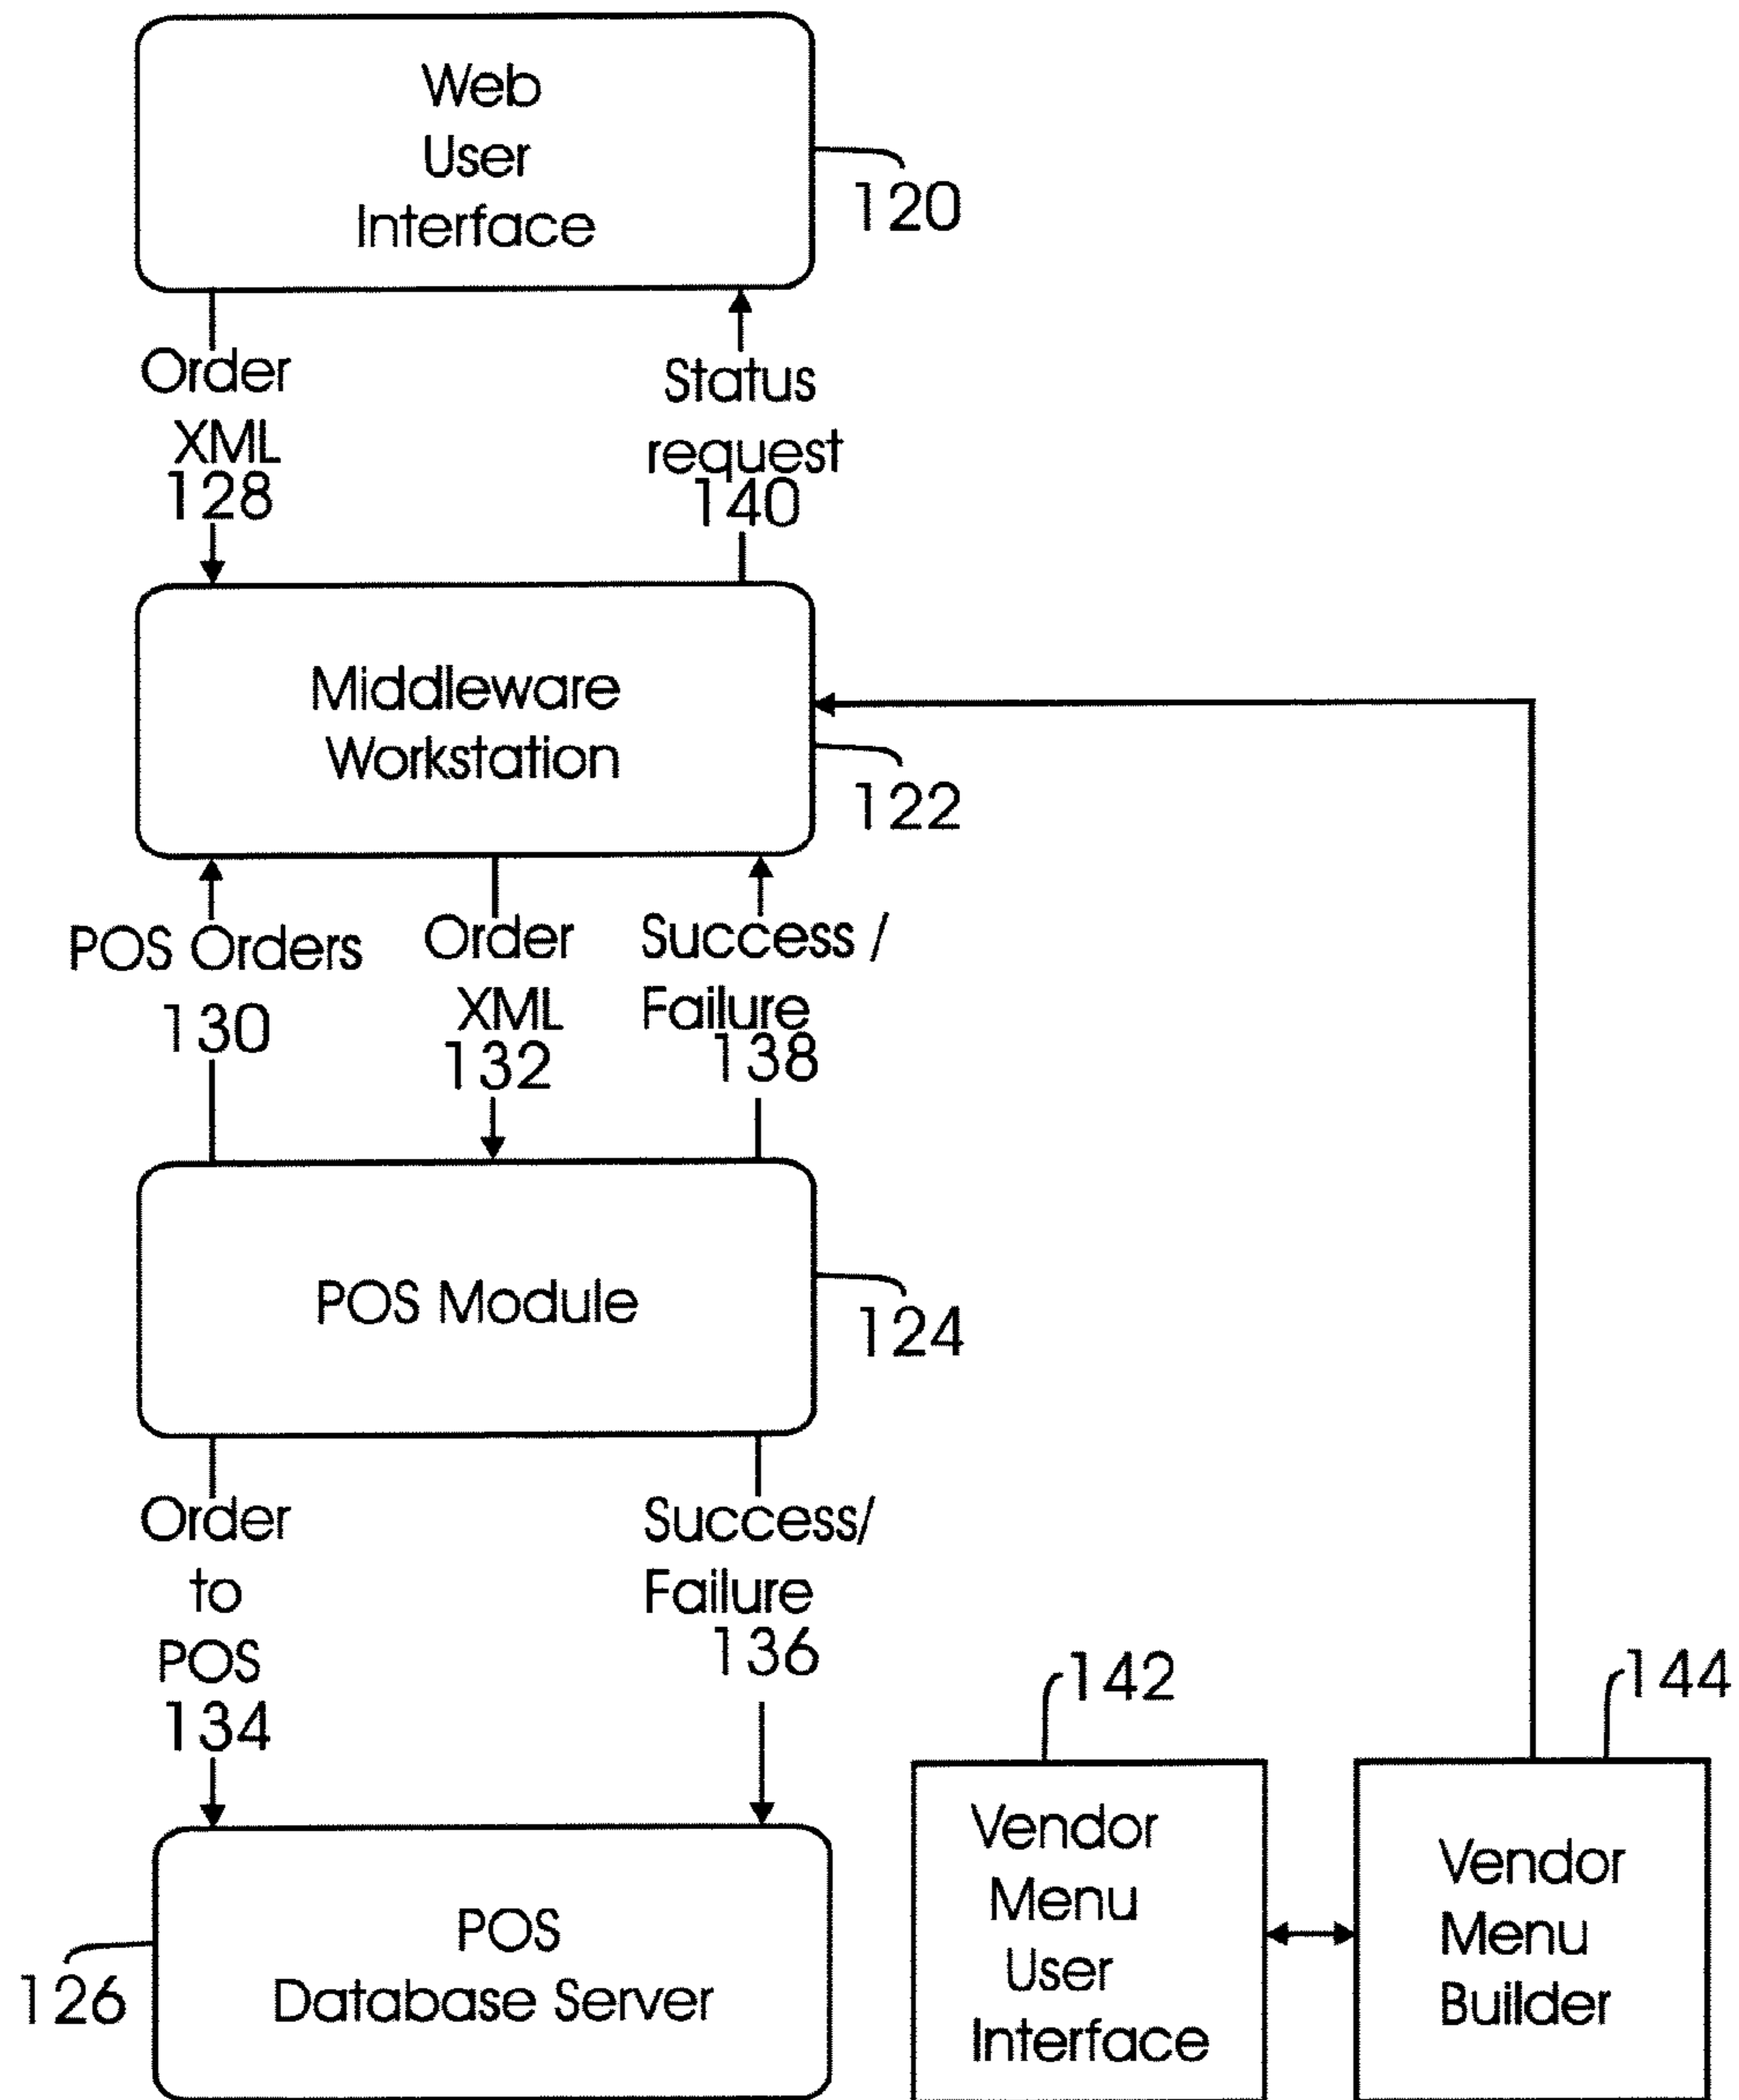 Web
User
Interface
120
Order
XML
128
Status
request
140
Middleware
Workstation
122
POS Orders
130
Order
XML
132
Success /
Failure
138
POS Module
124
Order
to
POS
134
Success/
Failure
136
POS
Database Server
126
142
Vendor
Menu
User
Interface
144
Vendor
Menu
Builder